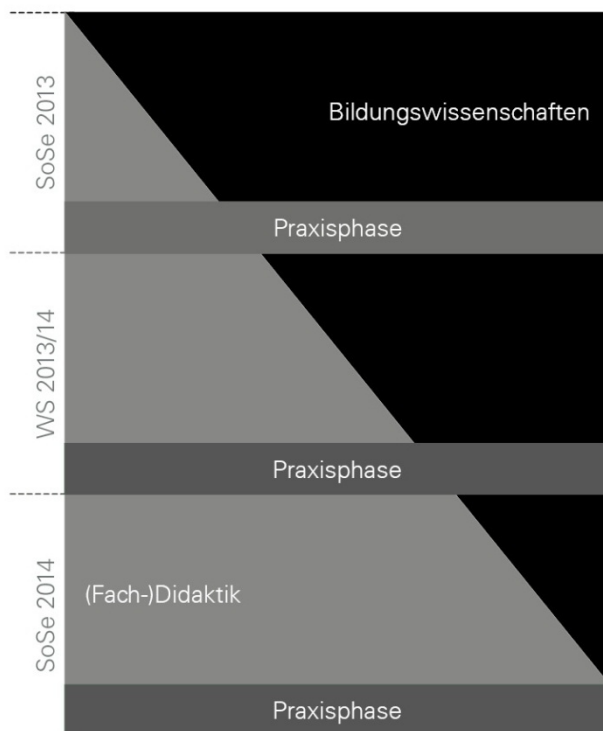 SoSe 2013
Bildungswissenschaften
Praxisphase
WS 2013/14
Praxisphase
SoSe 2014
(Fach-)Didaktik
Praxisphase